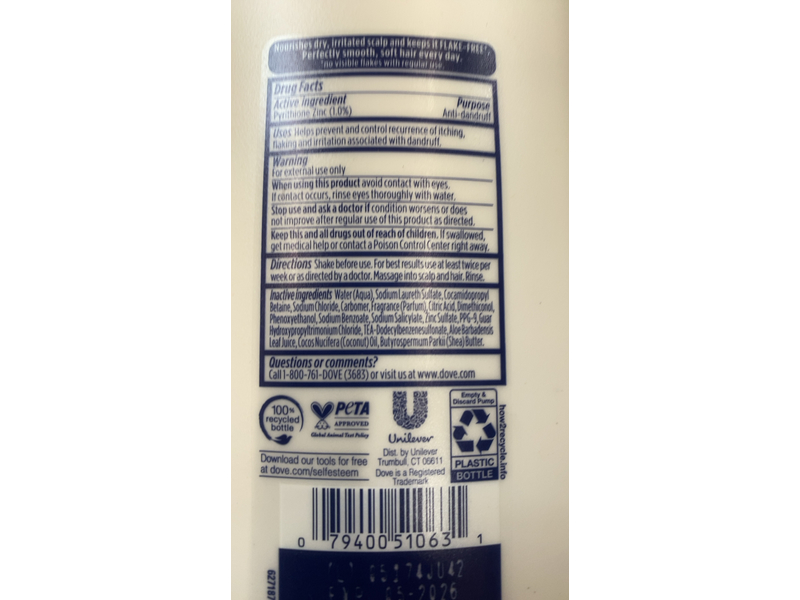 Nourishes dry, irritated scalp and keeps it FLAKE-FREE*.
Perfectly smooth, soft hair every day.
*no visible flakes with regular use
Drug Facts
Active ingredient Purpose
Pyrithione Zinc (1.0%) Anti-dandruff
Uses Helps prevent and control recurrence of itching,
flaking and irritation associated with dandruff.
Warning
For external use only
When using this product avoid contact with eyes.
If contact occurs, rinse eyes thoroughly with water.
Stop use and ask a doctor if condition worsens or does
not improve after regular use of this product as directed.
Keep this and all drugs out of reach of children. If swallowed,
get medical help or contact a Poison Control Center right away.
Directions Shake before use. For best results use at least twice per
week or as directed by a doctor. Massage into scalp and hair. Rinse.
Inactive ingredients Water (Aqua), Sodium Laureth Sulfate, Cocamidopropyl
Betaine, Sodium Chloride, Carbomer, Fragrance (Parfum), Citric Acid, Dimethiconol,
Phenoxyethanol, Sodium Benzoate, Sodium Salicylate, Zinc Sulfate, PPG-9, Guar
Hydroxypropyltrimonium Chloride, TEA-Dodecylbenzenesulfonate, Aloe Barbadensis
Leaf Juice, Cocos Nucifera (Coconut) Oil, Butyrospermum Parkii (Shea) Butter.
Questions or comments?
Call 1-800-761-DOVE (3683) or visit us at www.dove.com
100%
recycled
bottle
PETA
APPROVED
Global Animal Test Policy
Download our tools for free
at dove.com/selfesteem
Unilever
Dist. by Unilever
Trumbull, CT 06611
Dove is a Registered
Trademark
Empty &
Discard Pump
PLASTIC
BOTTLE
how2recycle.info
0 79400 51063 1
05-2026